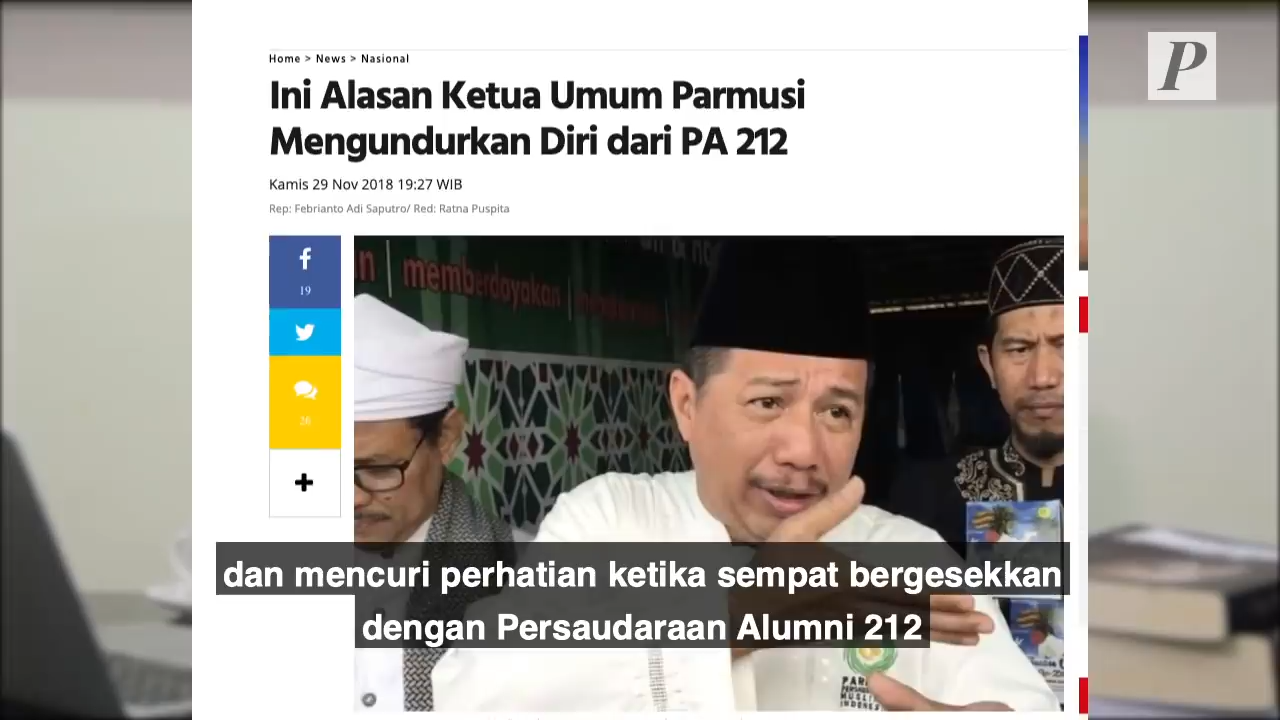 P
Home > News > Nasional
Ini Alasan Ketua Umum Parmusi
Mengundurkan Diri dari PA 212
Kamis 29 Nov 2018 19:27 WIB
Rep: Febrianto Adi Saputro/ Red: Ratna Puspita
19
26
memberdayakan
dan mencuri perhatian ketika sempat bergesekkan
dengan Persaudaraan Alumni 212